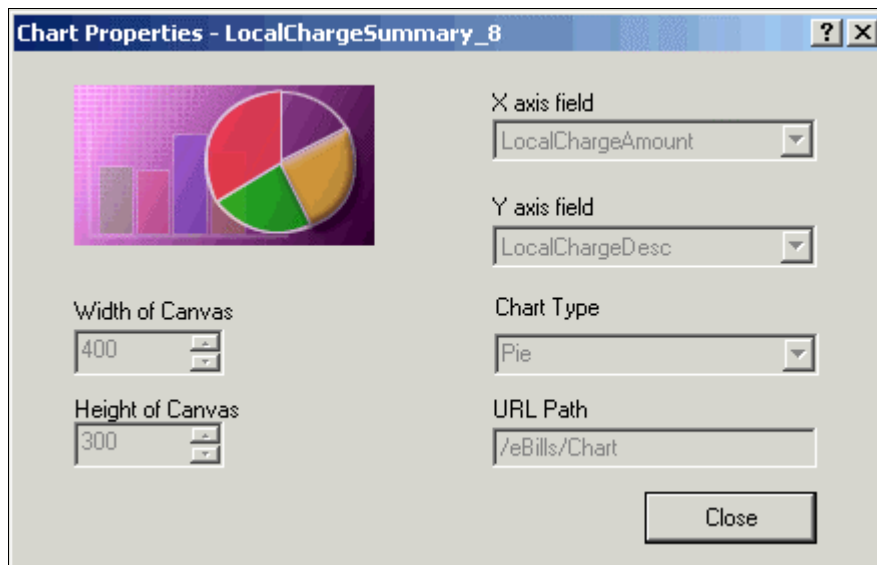 Chart Properties - LocalChargeSummary_8
X axis field
LocalChargeAmount
Y axis field
LocalChargeDesc
Width of Canvas
400
Chart Type
Pie
Height of Canvas
300
URL Path
/eBills/Chart
Close